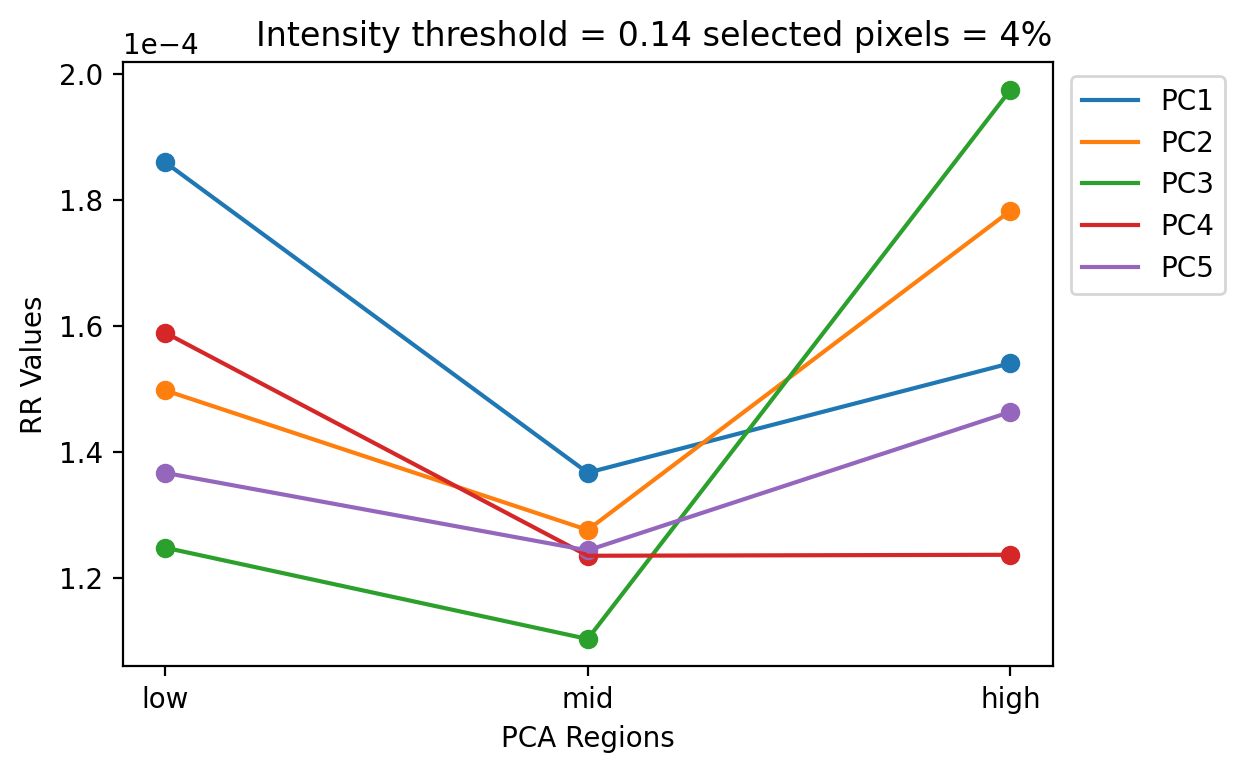 Intensity threshold = 0.14 selected pixels = 4%
1e−4
2.0
1.8
1.6
1.4
1.2
RR Values
low mid high
PCA Regions
PC1
PC2
PC3
PC4
PC5